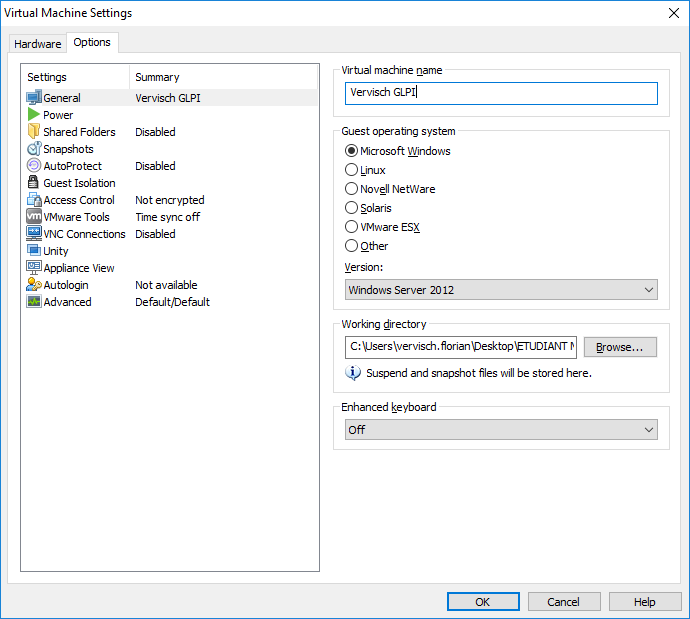 Virtual Machine Settings
Hardware Options
Settings Summary
General Vervisch GLPI
Power
Shared Folders Disabled
Snapshots
AutoProtect Disabled
Guest Isolation
Access Control Not encrypted
vm VMware Tools Time sync off
VNC Connections Disabled
Unity
Appliance View
Autologin Not available
Advanced Default/Default
Virtual machine name
Vervisch GLPI
Guest operating system
Microsoft Windows
Linux
Novell NetWare
Solaris
VMware ESX
Other
Version:
Windows Server 2012
Working directory
C:\Users\vervisch.florian\Desktop\ETUDIANT Browse...
Suspend and snapshot files will be stored here.
Enhanced keyboard
Off
OK Cancel Help